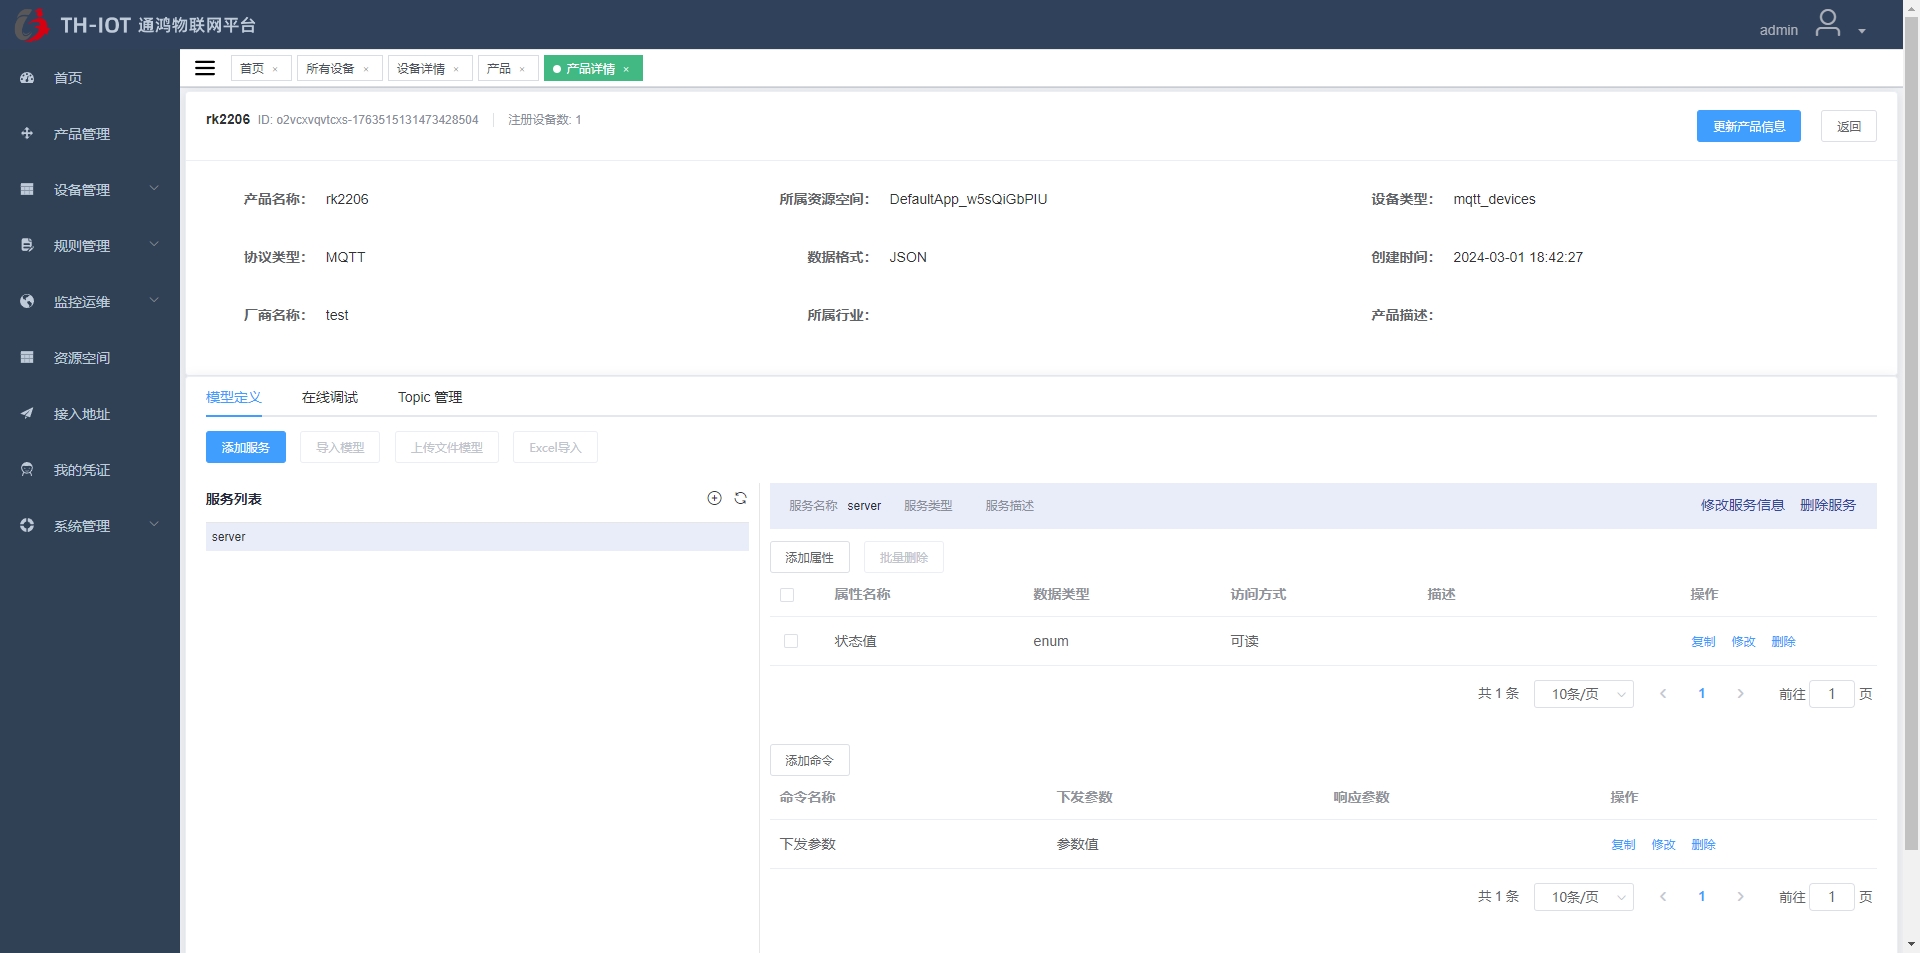 TH-IOT 通鸿物联网平台
admin
首页
产品管理
设备管理
规则管理
监控运维
资源空间
接入地址
我的凭证
系统管理
首页 × 所有设备 × 设备详情 × 产品 × 产品详情 ×
rk2206 ID: o2vcxvqvtcxs-1763515131473428504 注册设备数: 1
更新产品信息 返回
产品名称： rk2206 所属资源空间： DefaultApp_w5sQiGbPIU 设备类型： mqtt_devices
协议类型： MQTT 数据格式： JSON 创建时间： 2024-03-01 18:42:27
厂商名称： test 所属行业： 产品描述：
模型定义 在线调试 Topic 管理
添加服务 导入模型 上传文件模型 Excel导入
服务列表
server
服务名称 server 服务类型 服务描述 修改服务信息 删除服务
添加属性 批量删除
属性名称 数据类型 访问方式 描述 操作
状态值 enum 可读 复制 修改 删除
共 1 条 10条/页 1 前往 1 页
添加命令
命令名称 下发参数 响应参数 操作
下发参数 参数值 复制 修改 删除
共 1 条 10条/页 1 前往 1 页